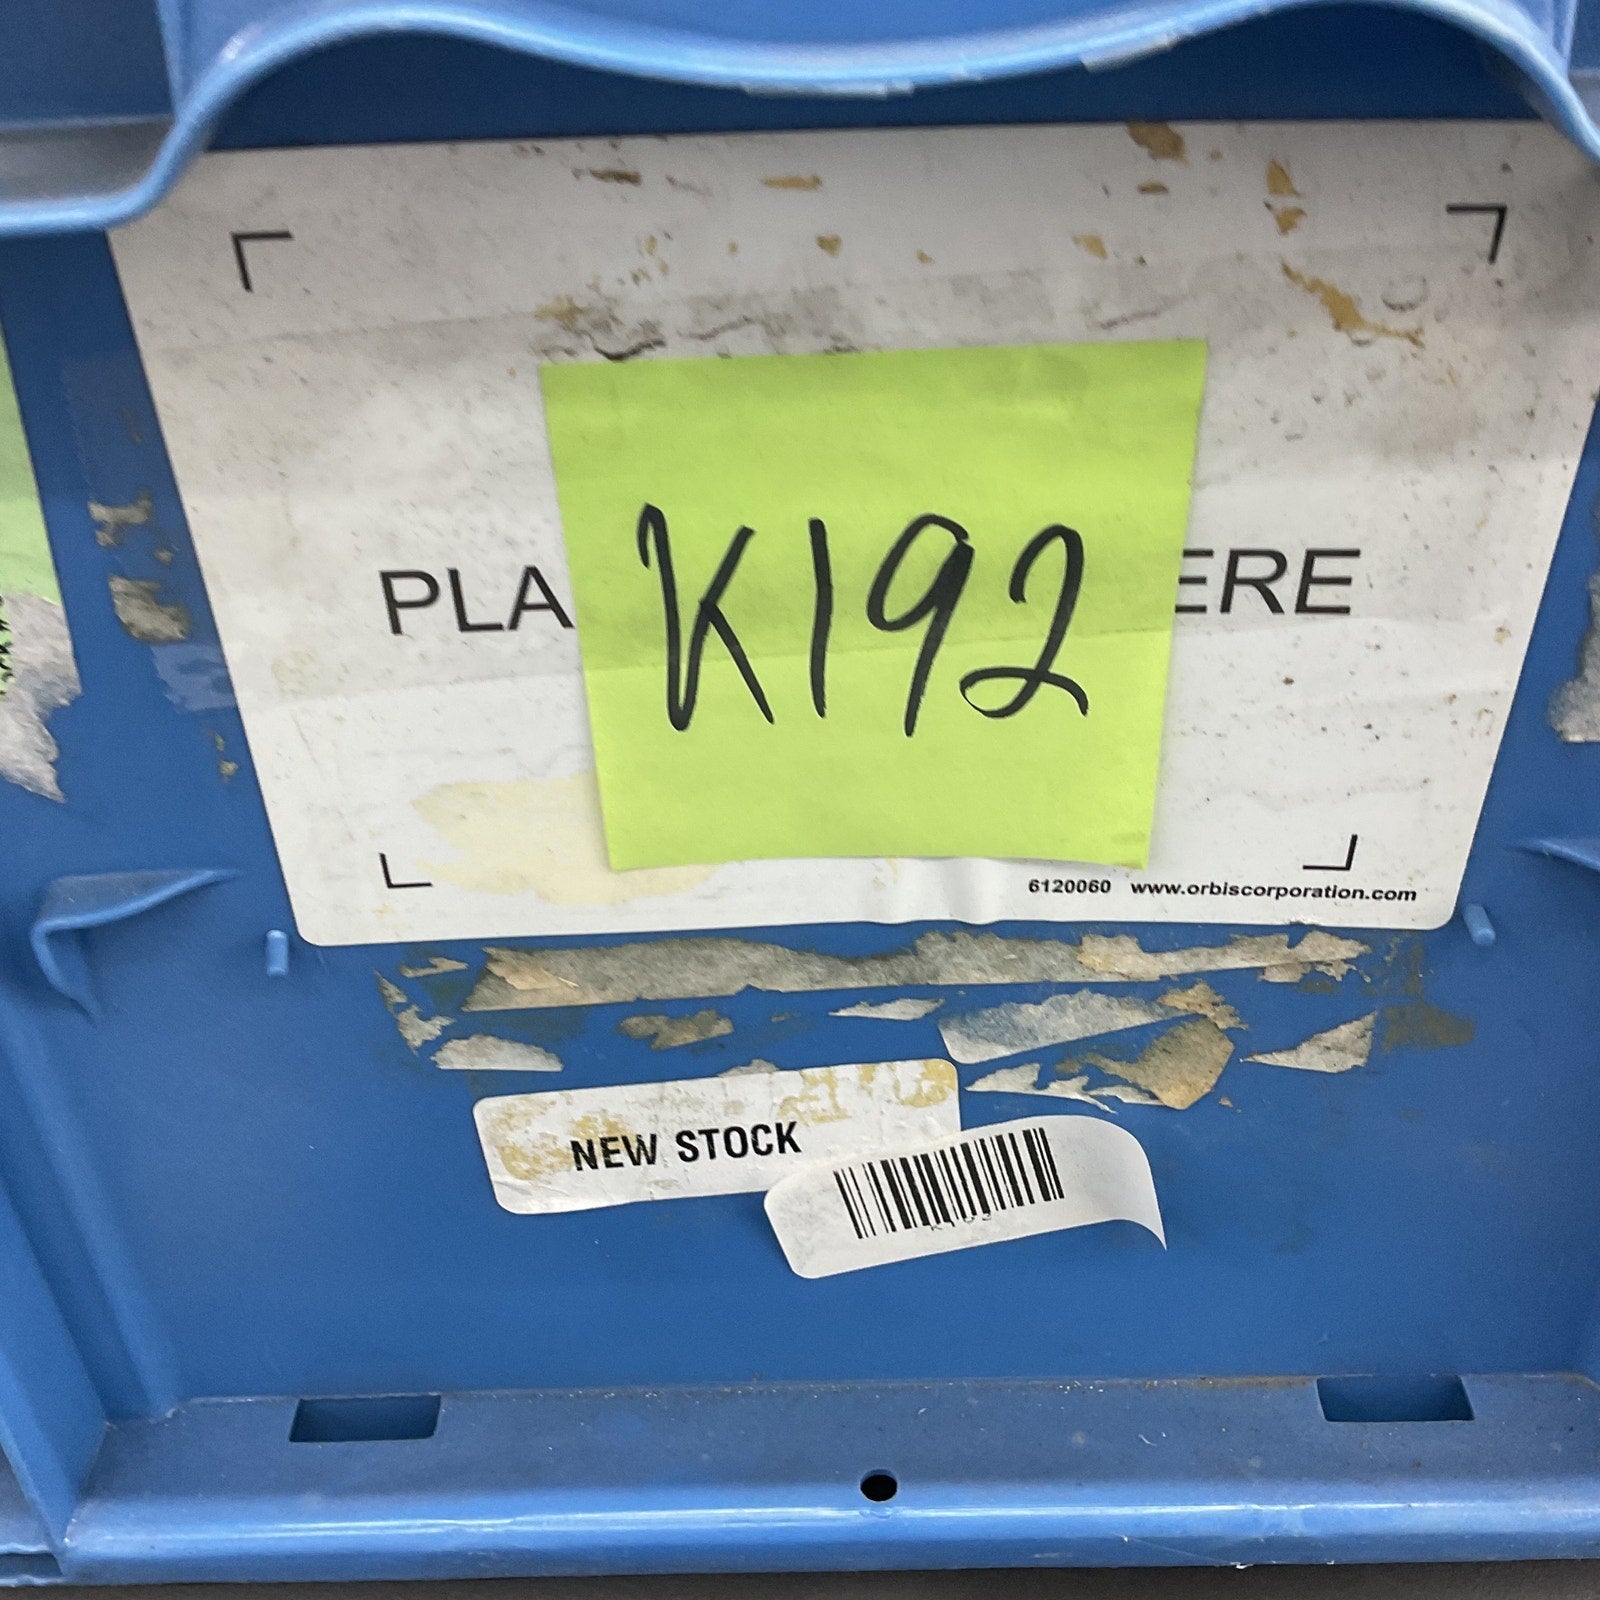 PLA
K192
ERE
6120060 www.orbiscorporation.com
NEW STOCK